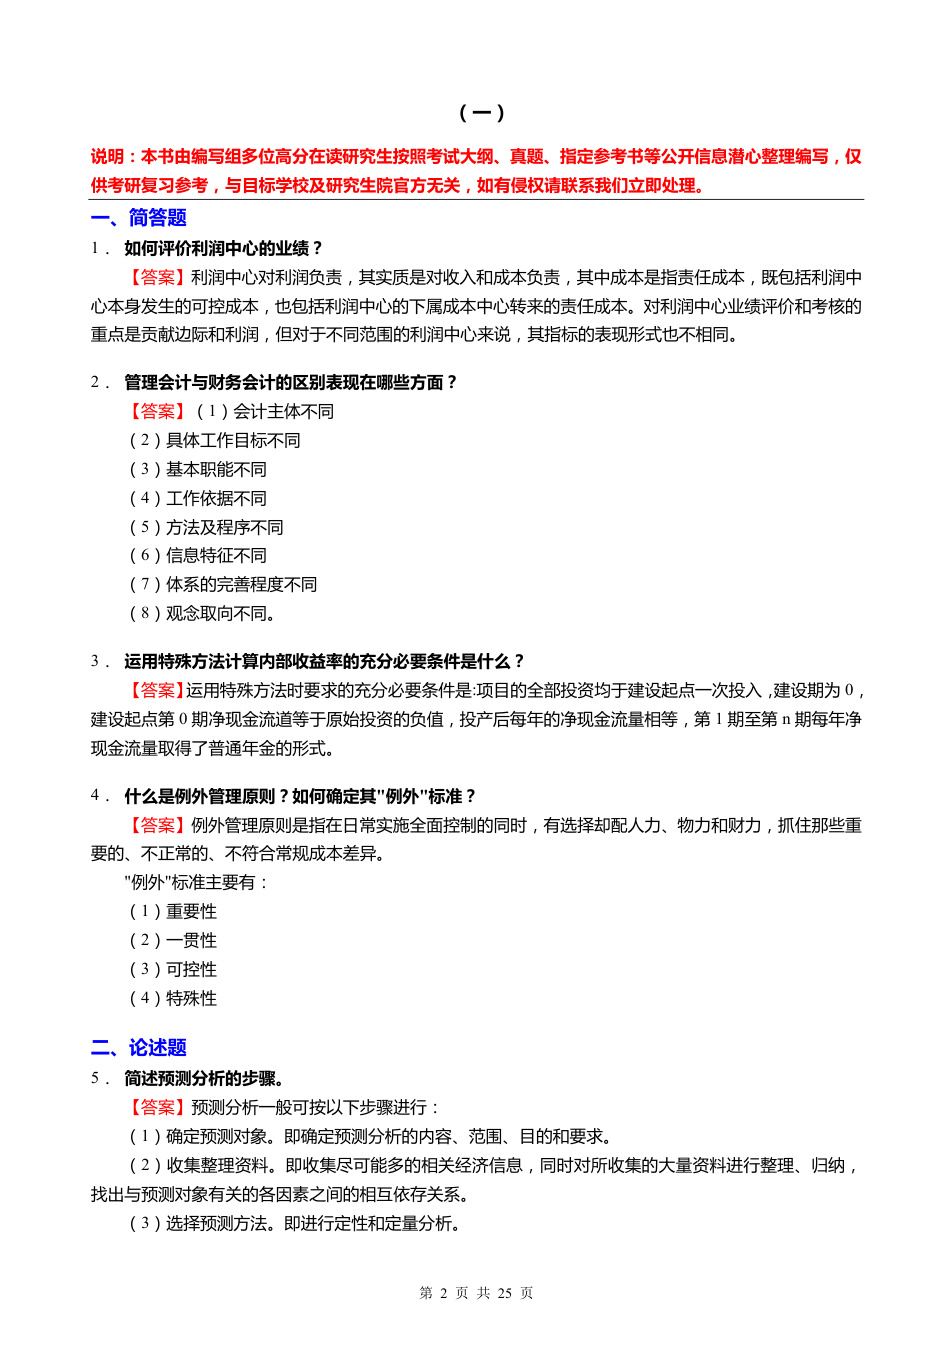 （一）
说明：本书由编写组多位高分在读研究生按照考试大纲、真题、指定参考书等公开信息潜心整理编写，仅
供考研复习参考，与目标学校及研究生院官方无关，如有侵权请联系我们立即处理。
一、简答题
1． 如何评价利润中心的业绩？
【答案】利润中心对利润负责，其实质是对收入和成本负责，其中成本是指责任成本，既包括利润中
心本身发生的可控成本，也包括利润中心的下属成本中心转来的责任成本。对利润中心业绩评价和考核的
重点是贡献边际和利润，但对于不同范围的利润中心来说，其指标的表现形式也不相同。
2． 管理会计与财务会计的区别表现在哪些方面？
【答案】（1）会计主体不同
（2）具体工作目标不同
（3）基本职能不同
（4）工作依据不同
（5）方法及程序不同
（6）信息特征不同
（7）体系的完善程度不同
（8）观念取向不同。
3． 运用特殊方法计算内部收益率的充分必要条件是什么？
【答案】运用特殊方法时要求的充分必要条件是:项目的全部投资均于建设起点一次投入，建设期为 0，
建设起点第 0 期净现金流道等于原始投资的负值，投产后每年的净现金流量相等，第 1 期至第 n 期每年净
现金流量取得了普通年金的形式。
4． 什么是例外管理原则？如何确定其"例外"标准？
【答案】例外管理原则是指在日常实施全面控制的同时，有选择却配人力、物力和财力，抓住那些重
要的、不正常的、不符合常规成本差异。
"例外"标准主要有：
（1）重要性
（2）一贯性
（3）可控性
（4）特殊性
二、论述题
5． 简述预测分析的步骤。
【答案】预测分析一般可按以下步骤进行：
（1）确定预测对象。即确定预测分析的内容、范围、目的和要求。
（2）收集整理资料。即收集尽可能多的相关经济信息，同时对所收集的大量资料进行整理、归纳，
找出与预测对象有关的各因素之间的相互依存关系。
（3）选择预测方法。即进行定性和定量分析。
第 2 页 共 25 页